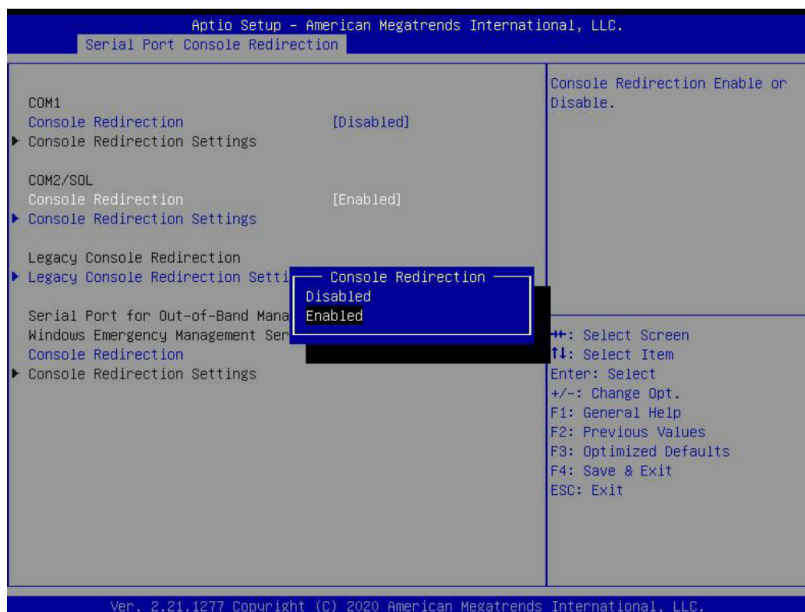 Aptio Setup – American Megatrends International, LLC.
Serial Port Console Redirection
COM1
Console Redirection [Disabled]
Console Redirection Settings
COM2/SOL
Console Redirection [Enabled]
Console Redirection Settings
Legacy Console Redirection
Legacy Console Redirection Setti
Serial Port for Out-of-Band Mana
Windows Emergency Management Ser
Console Redirection
Console Redirection Settings
Console Redirection
Disabled
Enabled
Console Redirection Enable or
Disable.
→←: Select Screen
↑↓: Select Item
Enter: Select
+/-: Change Opt.
F1: General Help
F2: Previous Values
F3: Optimized Defaults
F4: Save & Exit
ESC: Exit
Ver. 2.21.1277 Copyright (C) 2020 American Megatrends International, LLC.